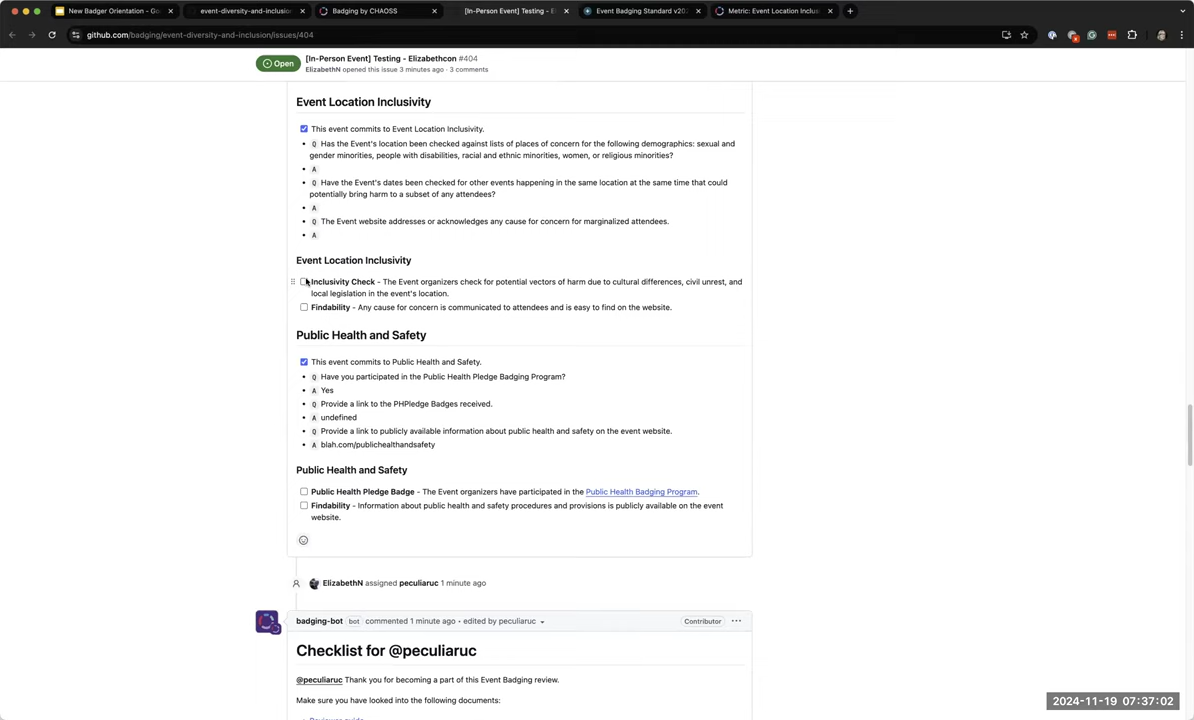 New Badger Orientation - Go
event-diversity-and-inclusion
Badging by CHAOSS
[In-Person Event] Testing - El
Event Badging Standard v202
Metric: Event Location Inclus
github.com/badging/event-diversity-and-inclusion/issues/404
Open
[In-Person Event] Testing - Elizabethcon #404
ElizabethN opened this issue 3 minutes ago · 3 comments
Event Location Inclusivity
This event commits to Event Location Inclusivity.
Q Has the Event's location been checked against lists of places of concern for the following demographics: sexual and
gender minorities, people with disabilities, racial and ethnic minorities, women, or religious minorities?
A
Q Have the Event's dates been checked for other events happening in the same location at the same time that could
potentially bring harm to a subset of any attendees?
A
Q The Event website addresses or acknowledges any cause for concern for marginalized attendees.
A
Event Location Inclusivity
Inclusivity Check - The Event organizers check for potential vectors of harm due to cultural differences, civil unrest, and
local legislation in the event's location.
Findability - Any cause for concern is communicated to attendees and is easy to find on the website.
Public Health and Safety
This event commits to Public Health and Safety.
Q Have you participated in the Public Health Pledge Badging Program?
A Yes
Q Provide a link to the PHPledge Badges received.
A undefined
Q Provide a link to publicly available information about public health and safety on the event website.
A blah.com/publichealthandsafety
Public Health and Safety
Public Health Pledge Badge - The Event organizers have participated in the Public Health Badging Program.
Findability - Information about public health and safety procedures and provisions is publicly available on the event
website.
ElizabethN assigned peculiaruc 1 minute ago
badging-bot bot commented 1 minute ago · edited by peculiaruc
Contributor
Checklist for @peculiaruc
@peculiaruc Thank you for becoming a part of this Event Badging review.
Make sure you have looked into the following documents:
Reviewer guide
2024-11-19 07:37:02